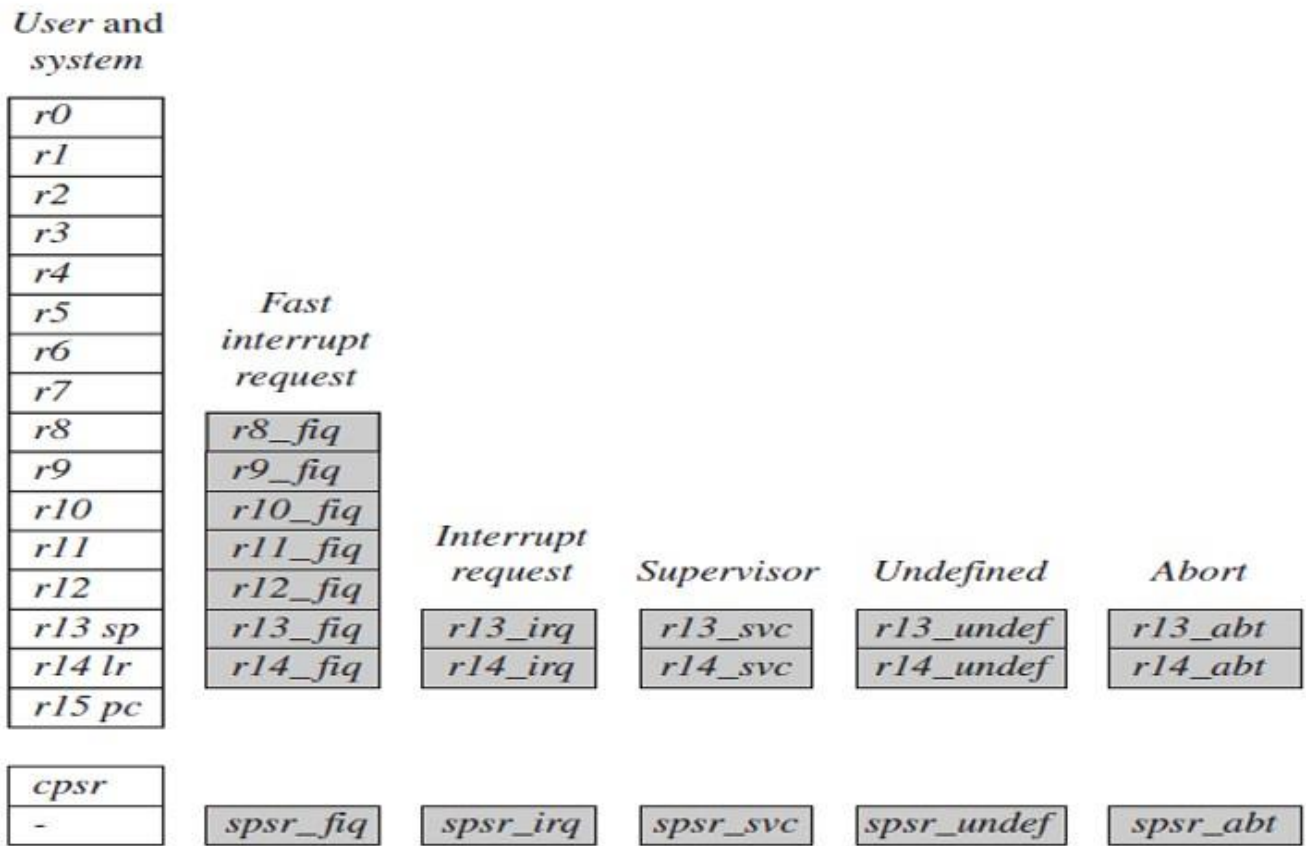 User and
system
r0
r1
r2
r3
r4
r5
r6
r7
r8
r9
r10
r11
r12
r13 sp
r14 lr
r15 pc
cpsr
-
Fast
interrupt
request
r8_fiq
r9_fiq
r10_fiq
r11_fiq
r12_fiq
r13_fiq
r14_fiq
spsr_fiq
Interrupt
request
r13_irq
r14_irq
spsr_irq
Supervisor
r13_svc
r14_svc
spsr_svc
Undefined
r13_undef
r14_undef
spsr_undef
Abort
r13_abt
r14_abt
spsr_abt